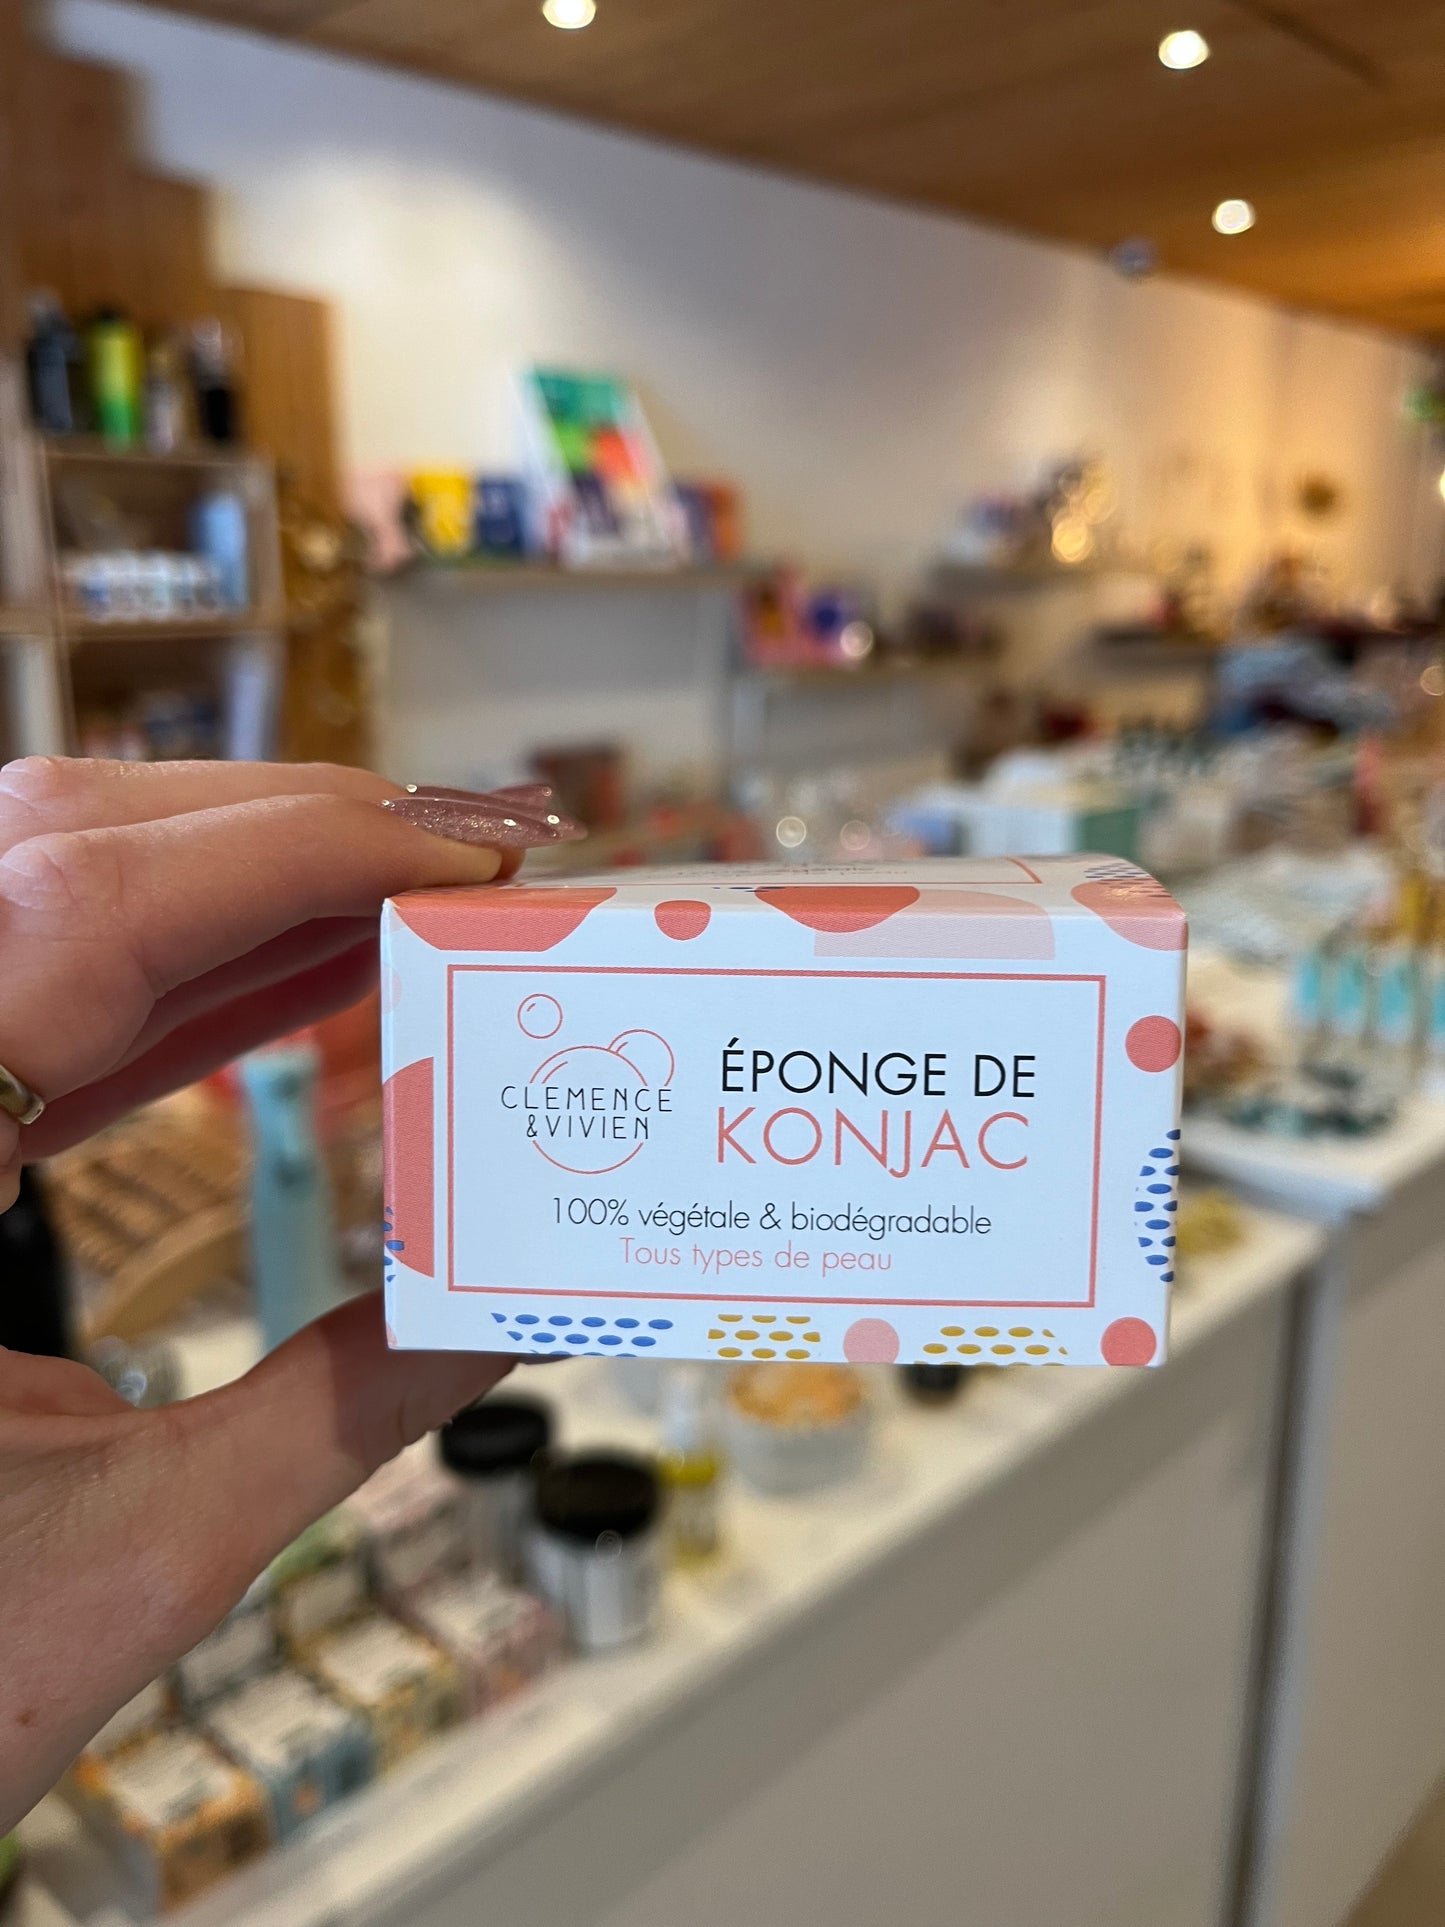 CLEMENCE
&VIVIEN
ÉPONGE DE
KONJAC
100% végétale & biodégradable
Tous types de peau